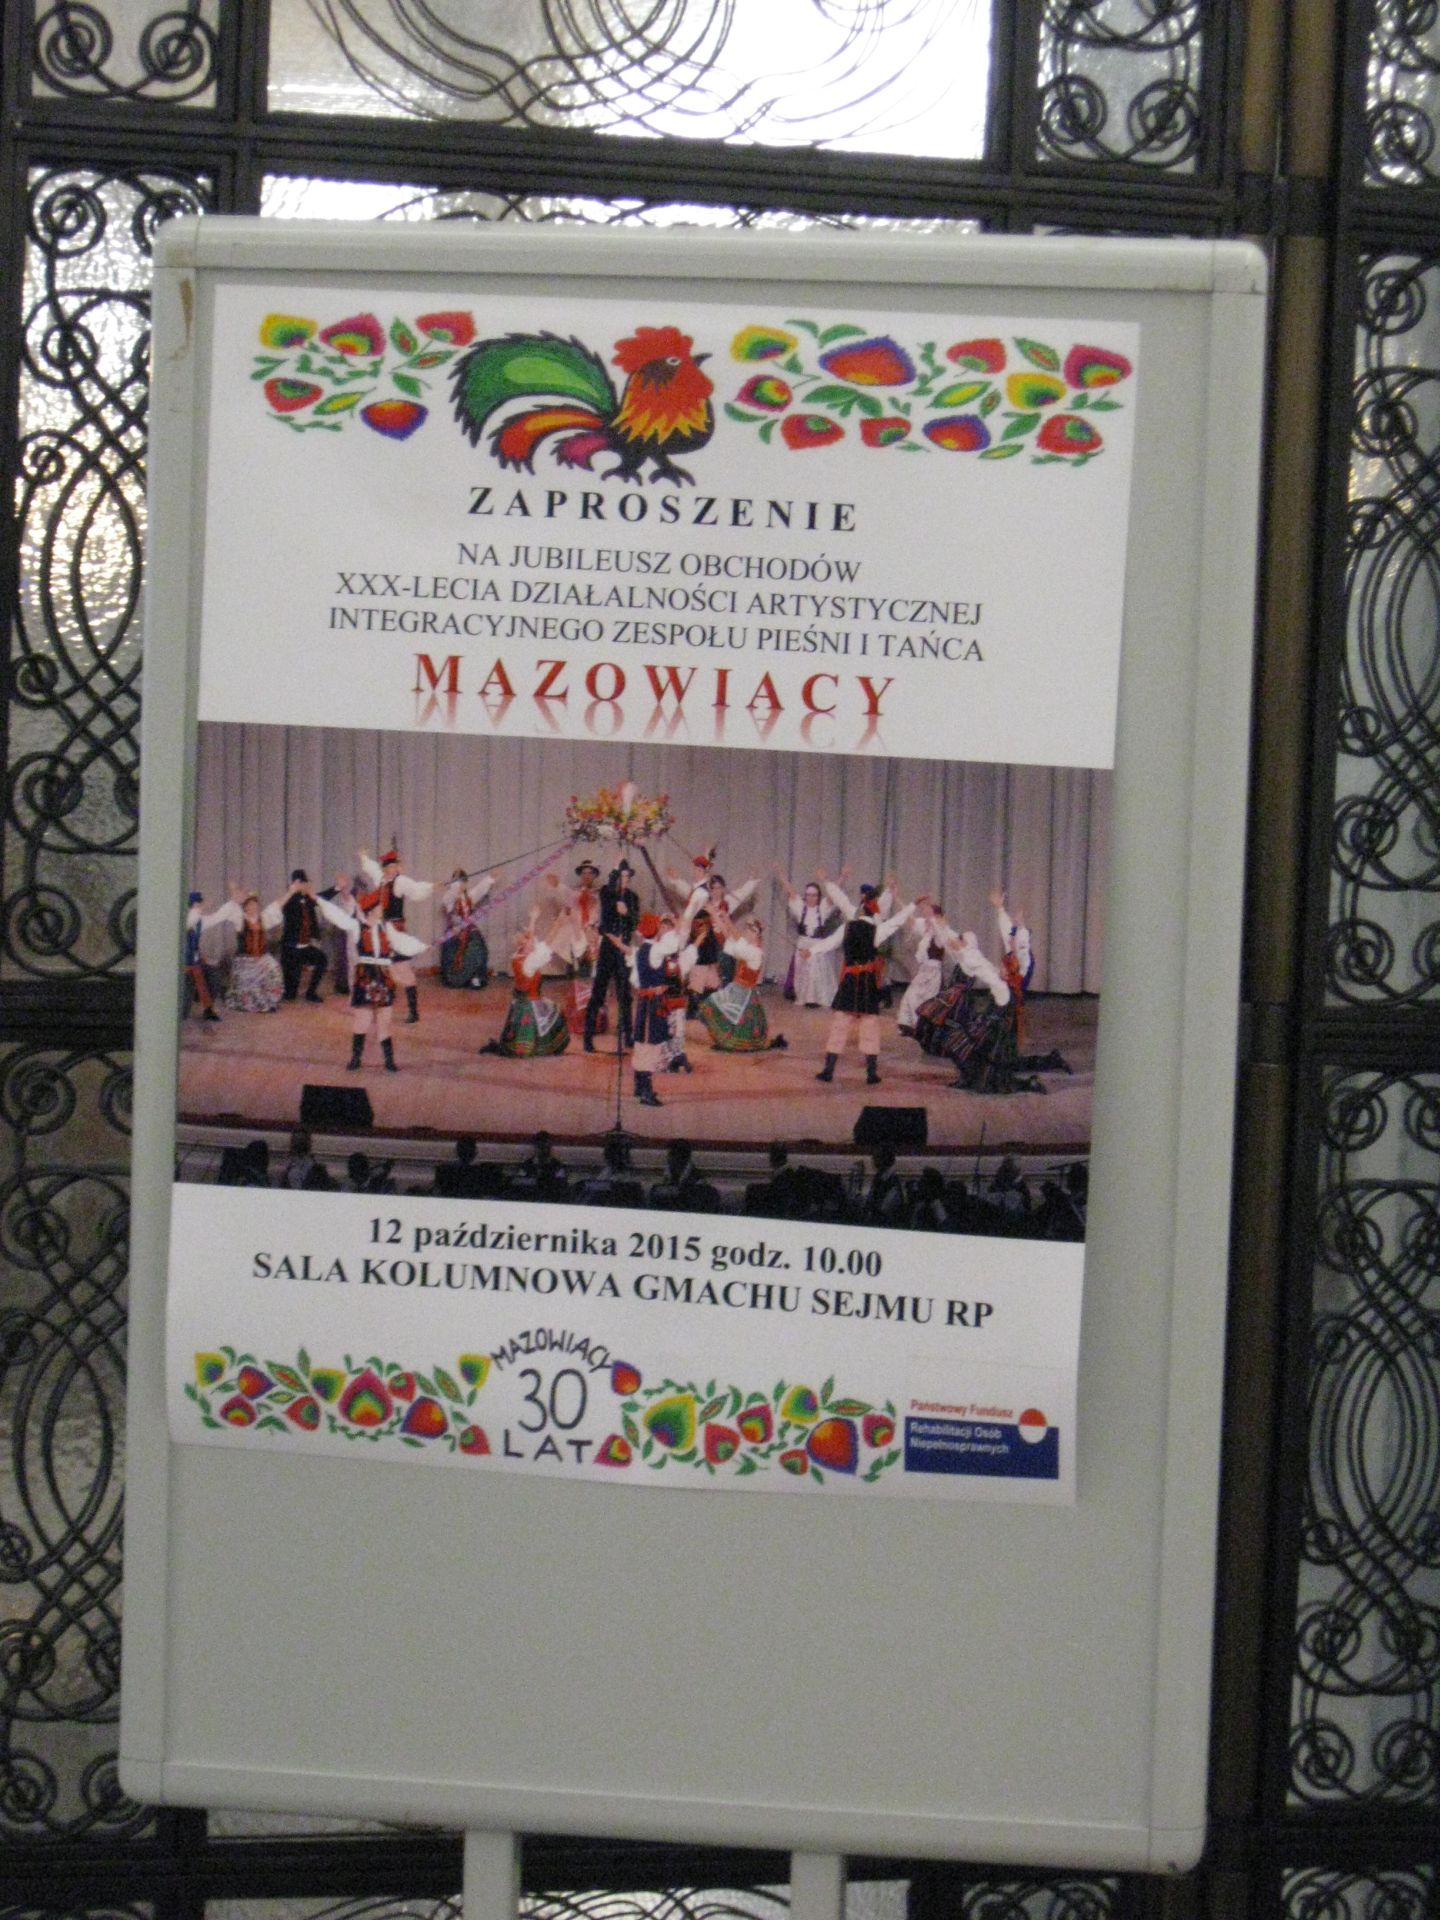 ZAPROSZENIE
NA JUBILEUSZ OBCHODÓW
XXX-LECIA DZIAŁALNOŚCI ARTYSTYCZNEJ
INTEGRACYJNEGO ZESPOŁU PIEŚNI I TAŃCA
MAZOWIACY
12 października 2015 godz. 10.00
SALA KOLUMNOWA GMACHU SEJMU RP
MAZOWIACY
30
LAT
Państwowy Fundusz
Rehabilitacji Osób
Niepełnosprawnych